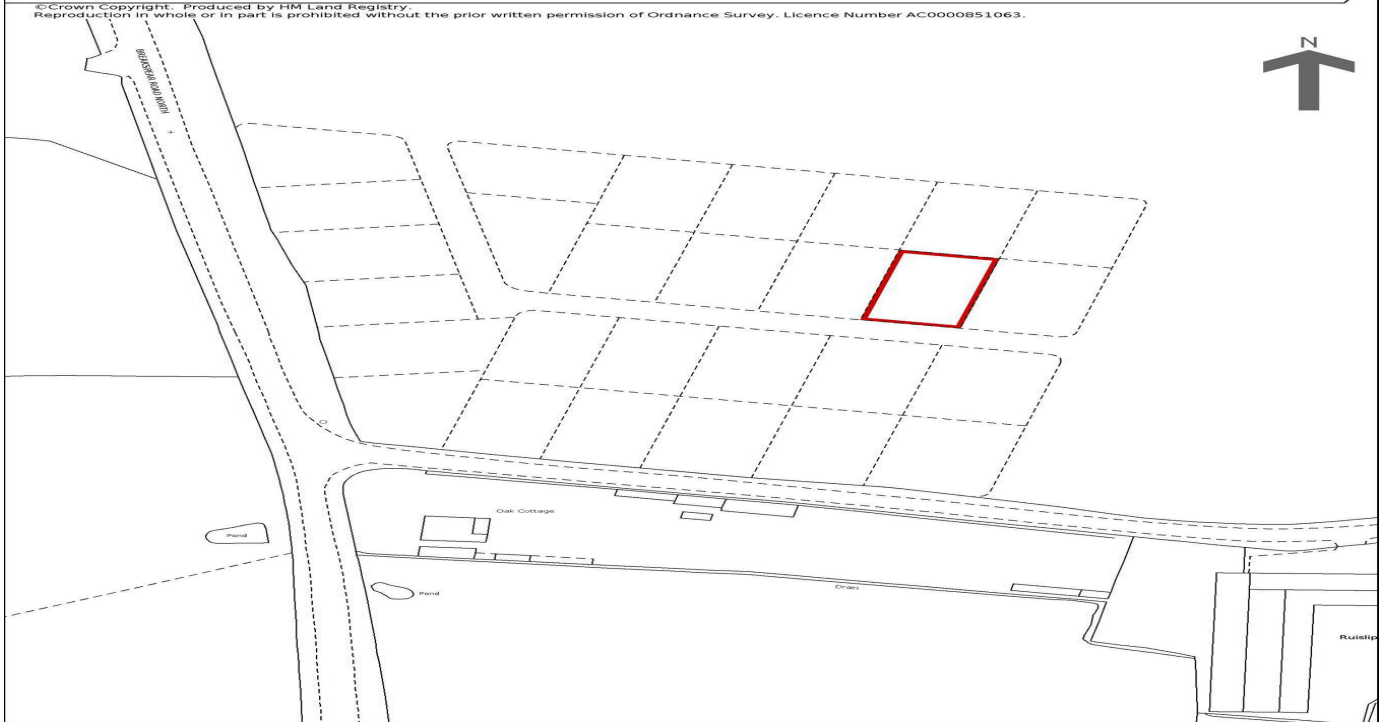 ©Crown Copyright. Produced by HM Land Registry.
Reproduction in whole or in part is prohibited without the prior written permission of Ordnance Survey. Licence Number AC0000851063.
N
BREAKSPEAR ROAD NORTH
Oak Cottage
Pond
Pond
Drain
Ruislip